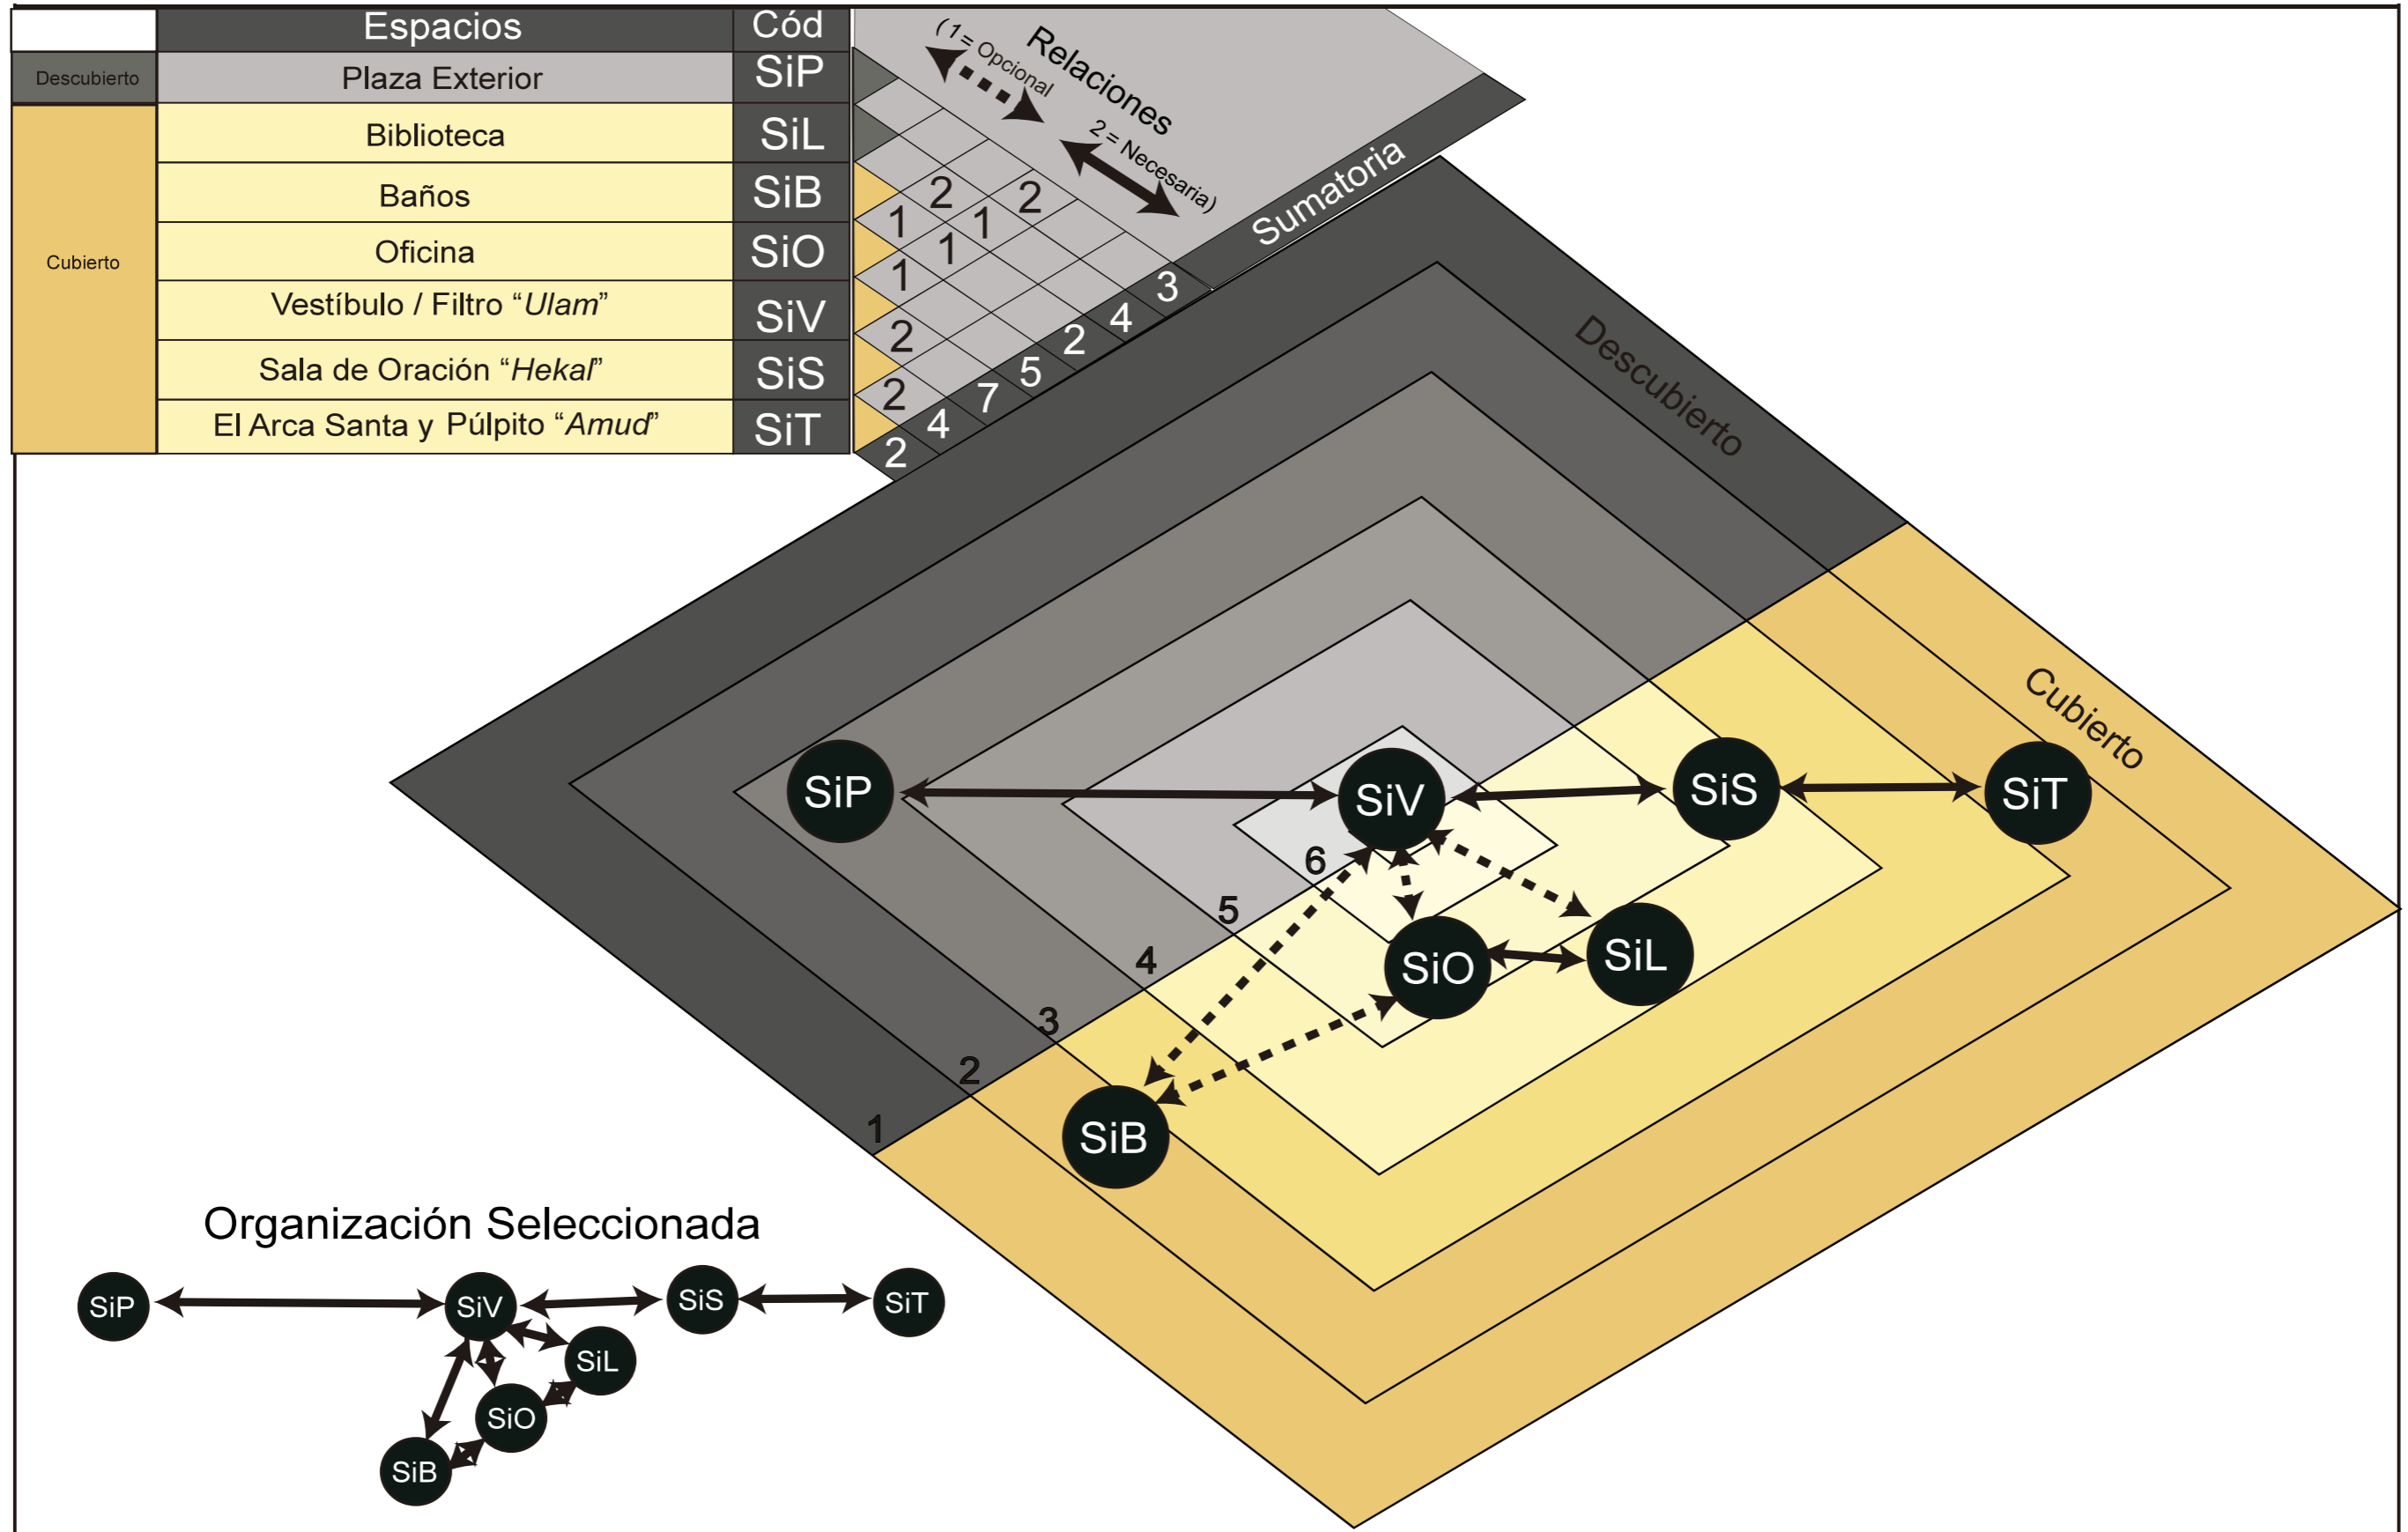 Espacios Cód
Descubierto Plaza Exterior SiP
Cubierto
Biblioteca SiL
Baños SiB
Oficina SiO
Vestíbulo / Filtro “Ulam” SiV
Sala de Oración “Hekal” SiS
El Arca Santa y Púlpito “Amud” SiT
Relaciones
( 1 = Opcional
2 = Necesaria)
Sumatoria
2 2
1 1
1
1
2
2
3
4
2
5
7
4
2
Descubierto
Cubierto
SiP SiV SiS SiT
6
5
SiO SiL
4
3
2
1
SiB
Organización Seleccionada
SiP SiV SiS SiT
SiL
SiO
SiB